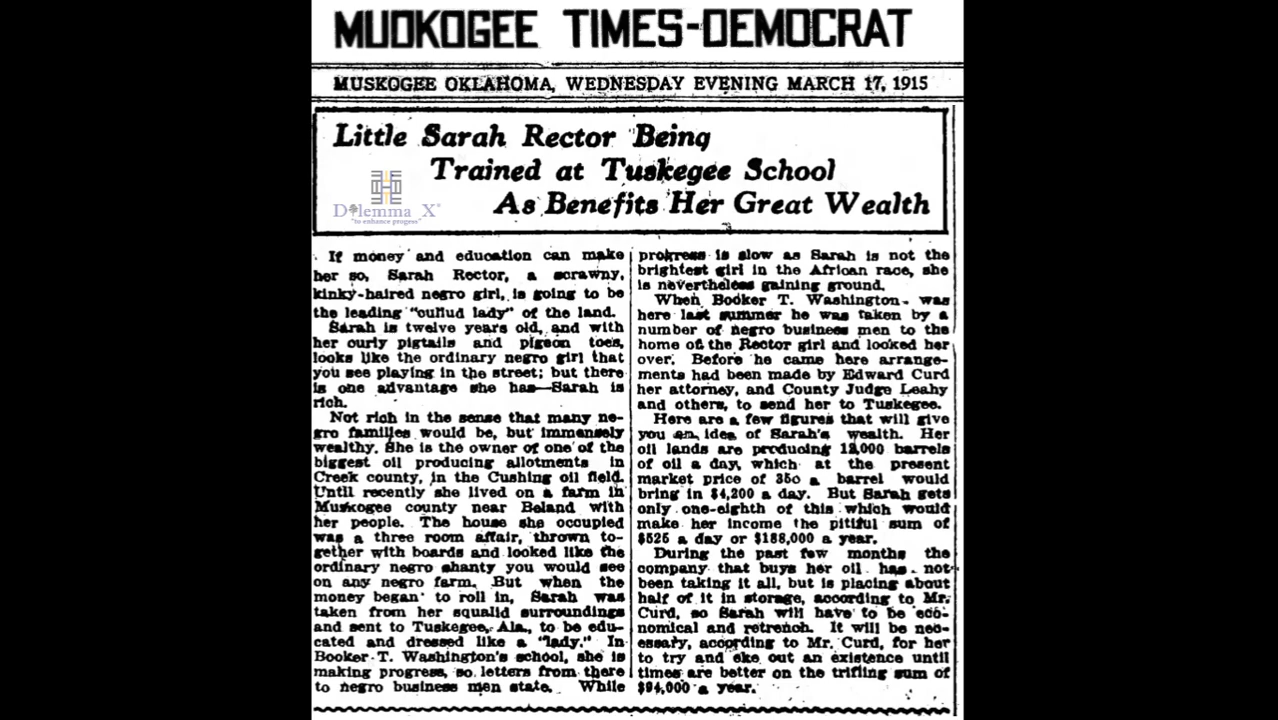 MUOKOGEE TIMES-DEMOCRAT
MUSKOGEE OKLAHOMA, WEDNESDAY EVENING MARCH 17, 1915
Little Sarah Rector Being
Trained at Tuskegee School
As Benefits Her Great Wealth
Dilemma X®
"to enhance progress"
If money and education can make
her so, Sarah Rector, a scrawny,
kinky-haired negro girl, is going to be
the leading "cullud lady" of the land.
Sarah is twelve years old, and with
her curly pigtails and pigeon toes,
looks like the ordinary negro girl that
you see playing in the street; but there
is one advantage she has—Sarah is
rich.
Not rich in the sense that many ne-
gro families would be, but immensely
wealthy. She is the owner of one of the
biggest oil producing allotments in
Creek county, in the Cushing oil field.
Until recently she lived on a farm in
Muskogee county near Beland with
her people. The house she occupied
was a three room affair, thrown to-
gether with boards and looked like the
ordinary negro shanty you would see
on any negro farm. But when the
money began to roll in, Sarah was
taken from her squalid surroundings
and sent to Tuskegee, Ala., to be edu-
cated and dressed like a "lady." In
Booker T. Washington's school, she is
making progress, so letters from there
to negro business men state. While
progress is slow as Sarah is not the
brightest girl in the African race, she
is nevertheless gaining ground.
When Booker T. Washington was
here last summer he was taken by a
number of negro business men to the
home of the Rector girl and looked her
over. Before he came here arrange-
ments had been made by Edward Curd
her attorney, and County Judge Leahy
and others, to send her to Tuskegee.
Here are a few figures that will give
you an idea of Sarah's wealth. Her
oil lands are producing 12,000 barrels
of oil a day, which at the present
market price of 35c a barrel would
bring in $4,200 a day. But Sarah gets
only one-eighth of this which would
make her income the pitiful sum of
$525 a day or $188,000 a year.
During the past few months the
company that buys her oil has not
been taking it all, but is placing about
half of it in storage, according to Mr.
Curd, so Sarah will have to be eco-
nomical and retrench. It will be nec-
essary, according to Mr. Curd, for her
to try and eke out an existence until
times are better on the trifling sum of
$94,000 a year.